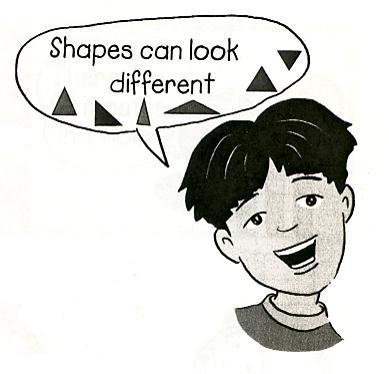 Shapes can look
different